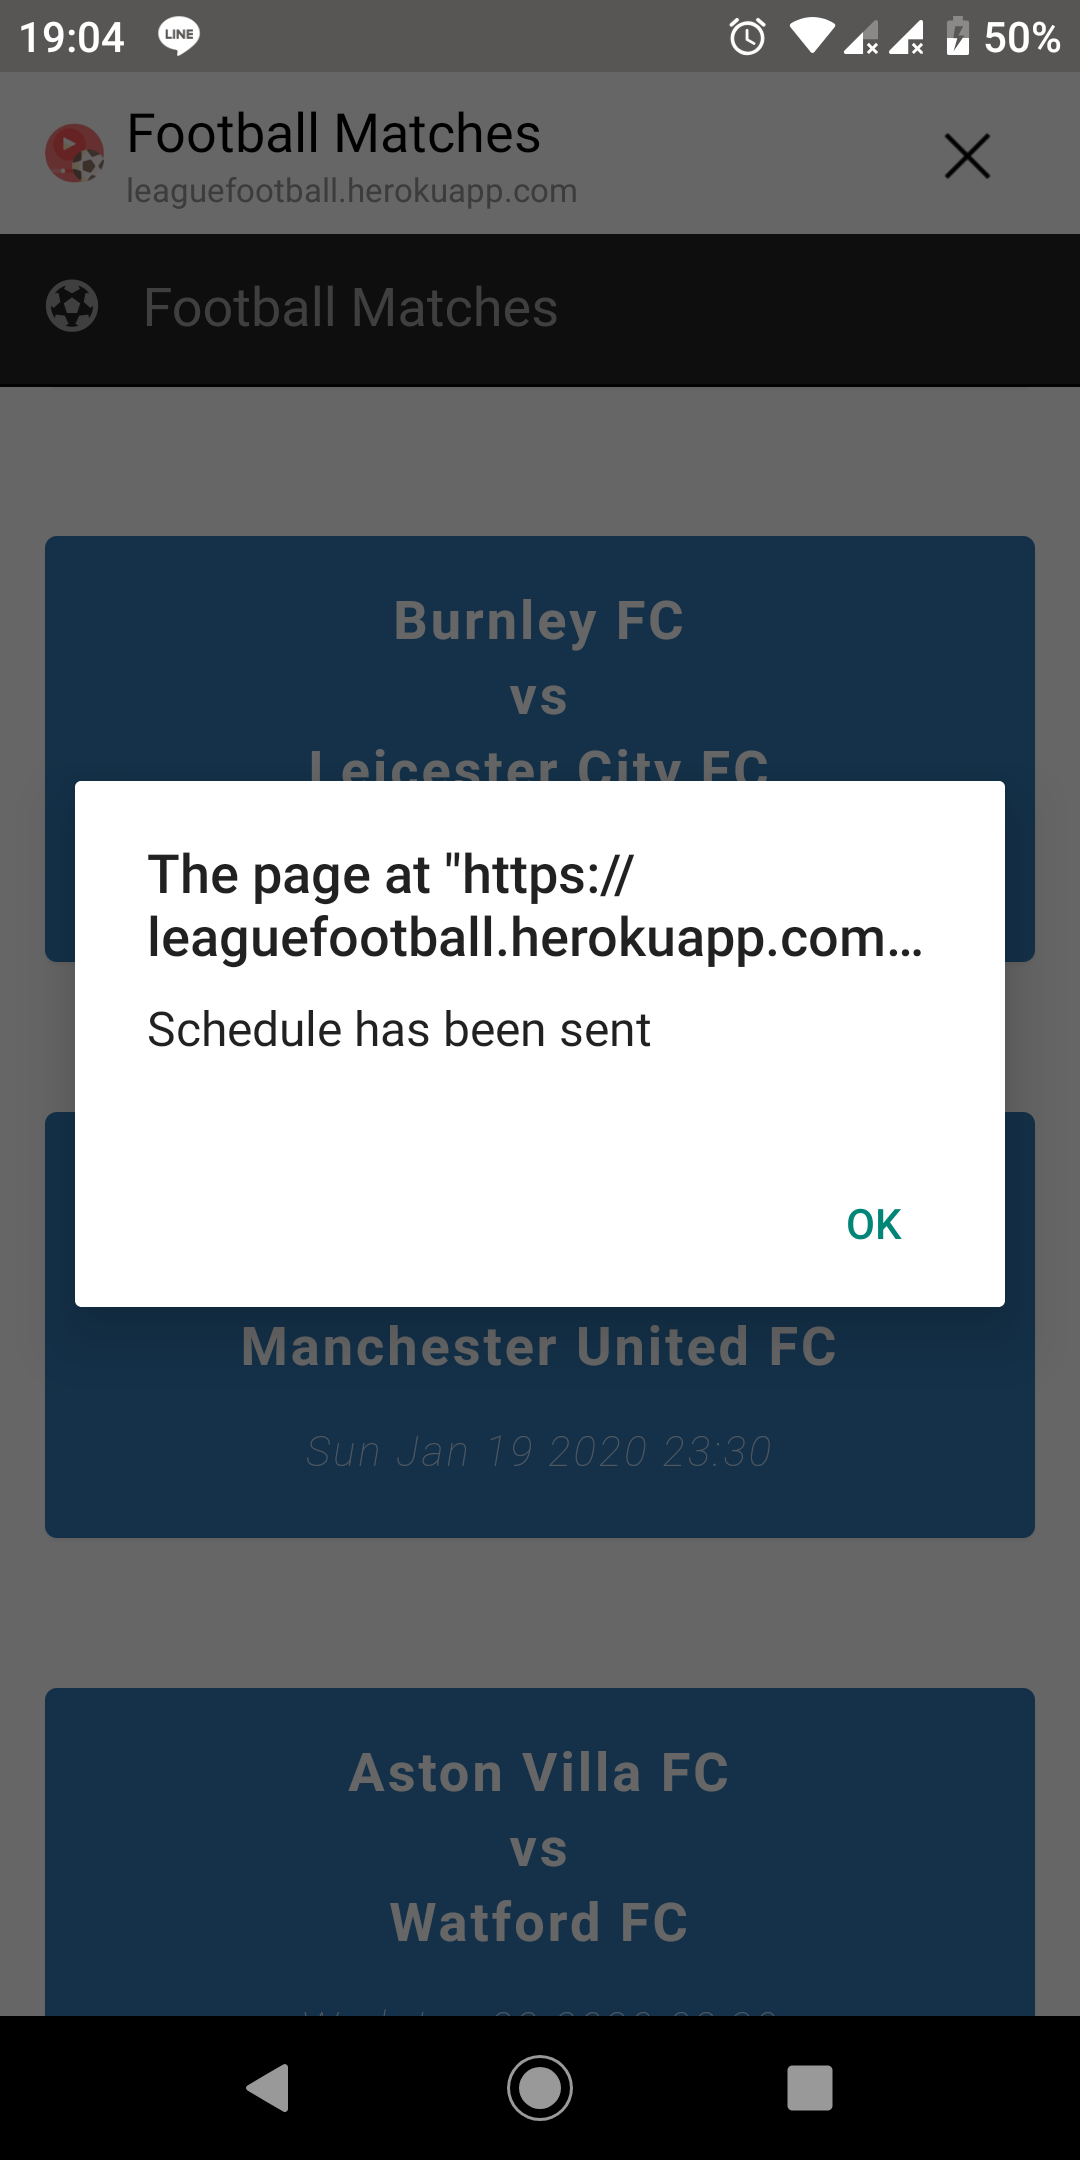 19:04 LINE 50%
Football Matches
leaguefootball.herokuapp.com
Football Matches
Burnley FC
vs
Leicester City FC
The page at "https://
leaguefootball.herokuapp.com...
Schedule has been sent
OK
Manchester United FC
Sun Jan 19 2020 23:30
Aston Villa FC
vs
Watford FC